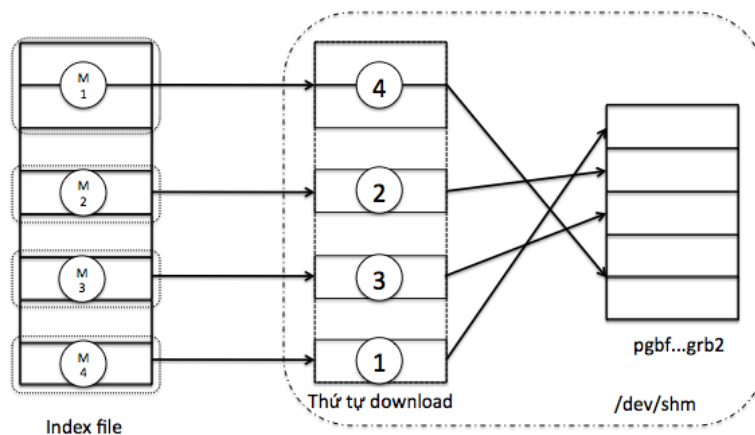 M
1
4
M
2
2
M
3
3
M
4
1
pgbf...grb2
Thứ tự download
/dev/shm
Index file